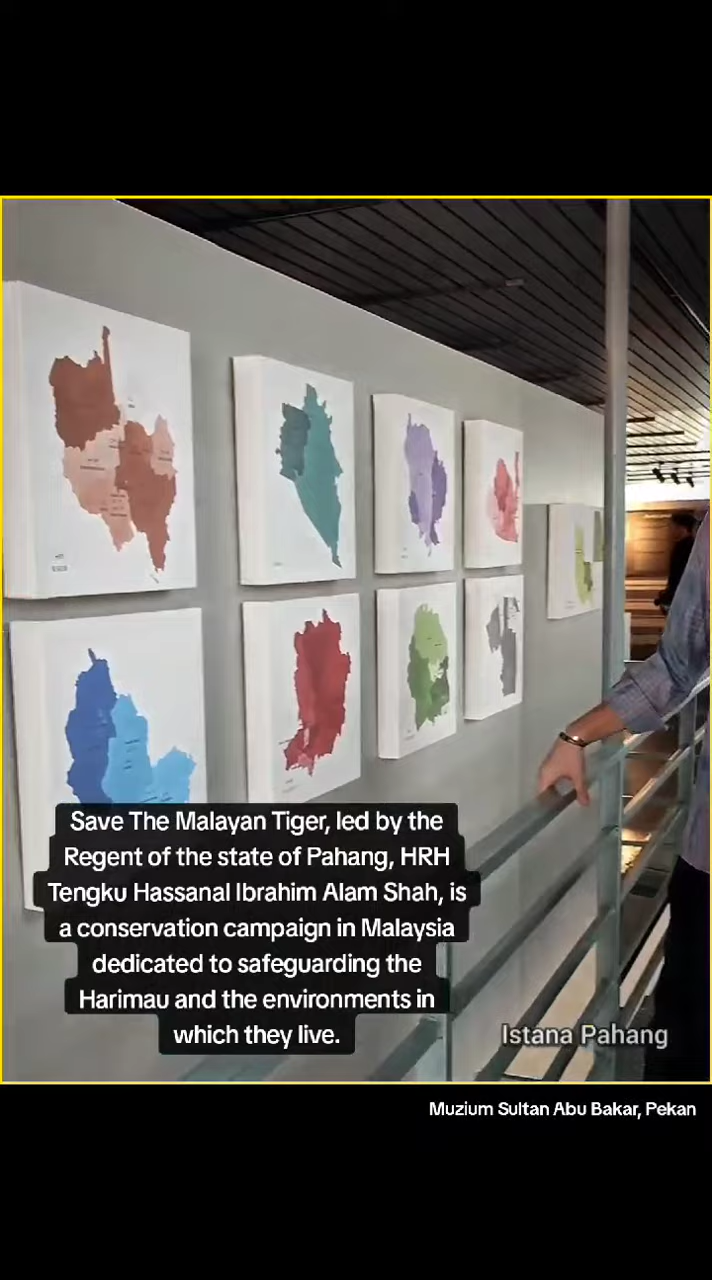 Save The Malayan Tiger, led by the
Regent of the state of Pahang, HRH
Tengku Hassanal Ibrahim Alam Shah, is
a conservation campaign in Malaysia
dedicated to safeguarding the
Harimau and the environments in
which they live.
Istana Pahang
Muzium Sultan Abu Bakar, Pekan